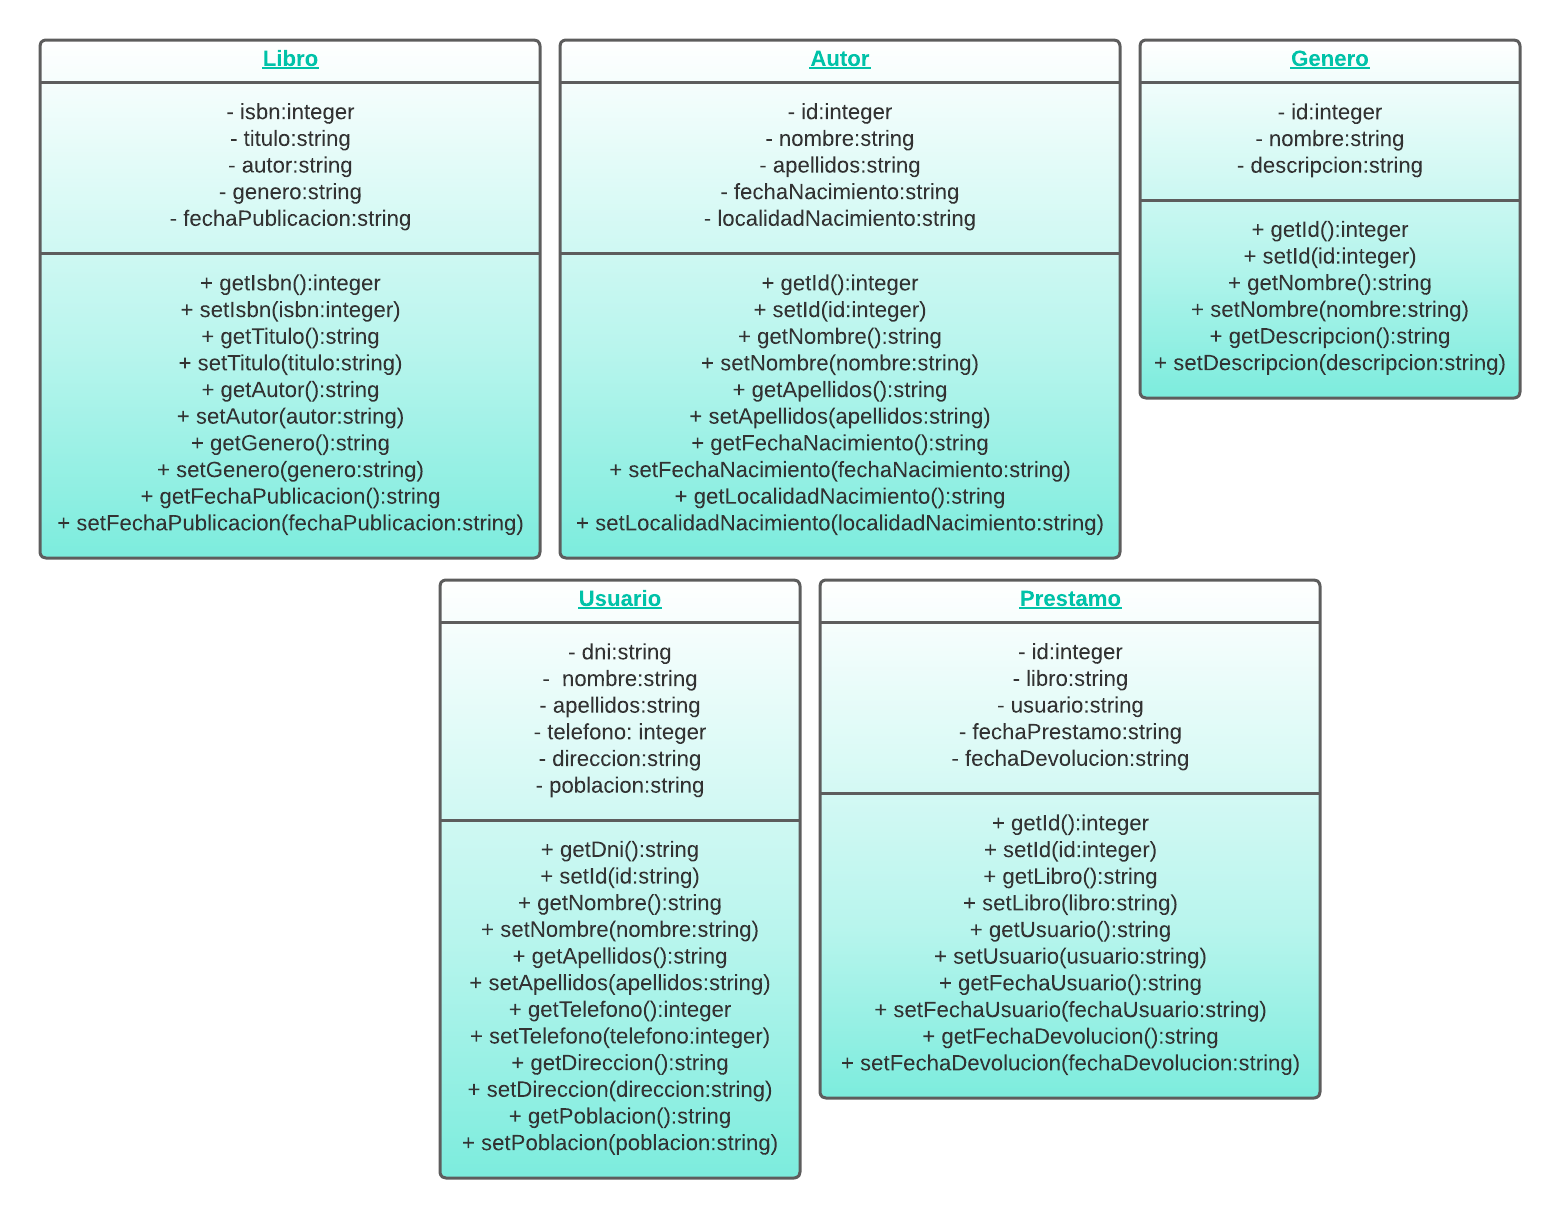 Libro
- isbn:integer
- titulo:string
- autor:string
- genero:string
- fechaPublicacion:string
+ getIsbn():integer
+ setIsbn(isbn:integer)
+ getTitulo():string
+ setTitulo(titulo:string)
+ getAutor():string
+ setAutor(autor:string)
+ getGenero():string
+ setGenero(genero:string)
+ getFechaPublicacion():string
+ setFechaPublicacion(fechaPublicacion:string)
Autor
- id:integer
- nombre:string
- apellidos:string
- fechaNacimiento:string
- localidadNacimiento:string
+ getId():integer
+ setId(id:integer)
+ getNombre():string
+ setNombre(nombre:string)
+ getApellidos():string
+ setApellidos(apellidos:string)
+ getFechaNacimiento():string
+ setFechaNacimiento(fechaNacimiento:string)
+ getLocalidadNacimiento():string
+ setLocalidadNacimiento(localidadNacimiento:string)
Genero
- id:integer
- nombre:string
- descripcion:string
+ getId():integer
+ setId(id:integer)
+ getNombre():string
+ setNombre(nombre:string)
+ getDescripcion():string
+ setDescripcion(descripcion:string)
Usuario
- dni:string
-  nombre:string
- apellidos:string
- telefono: integer
- direccion:string
- poblacion:string
+ getDni():string
+ setId(id:string)
+ getNombre():string
+ setNombre(nombre:string)
+ getApellidos():string
+ setApellidos(apellidos:string)
+ getTelefono():integer
+ setTelefono(telefono:integer)
+ getDireccion():string
+ setDireccion(direccion:string)
+ getPoblacion():string
+ setPoblacion(poblacion:string)
Prestamo
- id:integer
- libro:string
- usuario:string
- fechaPrestamo:string
- fechaDevolucion:string
+ getId():integer
+ setId(id:integer)
+ getLibro():string
+ setLibro(libro:string)
+ getUsuario():string
+ setUsuario(usuario:string)
+ getFechaUsuario():string
+ setFechaUsuario(fechaUsuario:string)
+ getFechaDevolucion():string
+ setFechaDevolucion(fechaDevolucion:string)